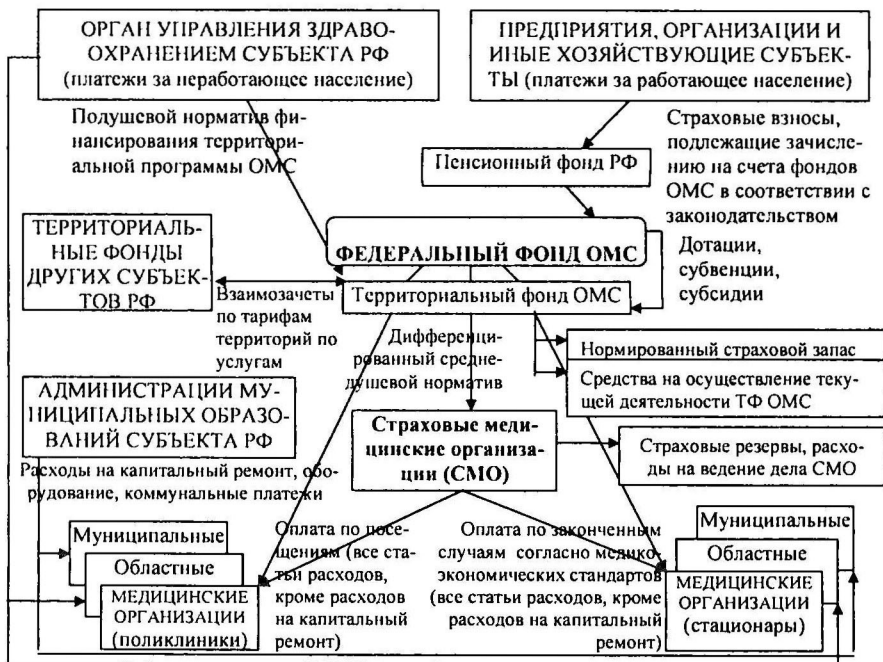 ОРГАН УПРАВЛЕНИЯ ЗДРАВО-
ОХРАНЕНИЕМ СУБЪЕКТА РФ
(платежи за неработающее население)
ПРЕДПРИЯТИЯ, ОРГАНИЗАЦИИ И
ИНЫЕ ХОЗЯЙСТВУЮЩИЕ СУБЪЕК-
ТЫ (платежи за работающее население)
Подушевой норматив фи-
нансирования территори-
альной программы ОМС
Страховые взносы,
подлежащие зачисле-
нию на счета фондов
ОМС в соответствии с
законодательством
Пенсионный фонд РФ
ТЕРРИТОРИАЛЬ-
НЫЕ ФОНДЫ
ДРУГИХ СУБЪЕК-
ТОВ РФ
ФЕДЕРАЛЬНЫЙ ФОНД ОМС
Дотации,
субвенции,
субсидии
Территориальный фонд ОМС
Взаимозачеты
по тарифам
территорий по
услугам
Дифференци-
рованный средне-
душевой норматив
Нормированный страховой запас
Средства на осуществление теку-
щей деятельности ТФ ОМС
АДМИНИСТРАЦИИ МУ-
НИЦИПАЛЬНЫХ ОБРАЗО-
ВАНИЙ СУБЪЕКТА РФ
Страховые меди-
цинские организа-
ции (СМО)
Страховые резервы, расхо-
ды на ведение дела СМО
Расходы на капитальный ремонт, обо-
рудование, коммунальные платежи
Муниципальные
Областные
МЕДИЦИНСКИЕ
ОРГАНИЗАЦИИ
(поликлиники)
Оплата по посе-
щениям (все ста-
тьи расходов,
кроме расходов
на капитальный
ремонт)
Оплата по законченным
случаям согласно медико-
экономических стандартов
(все статьи расходов, кроме
расходов на капитальный
ремонт)
Муниципальные
Областные
МЕДИЦИНСКИЕ
ОРГАНИЗАЦИИ
(стационары)